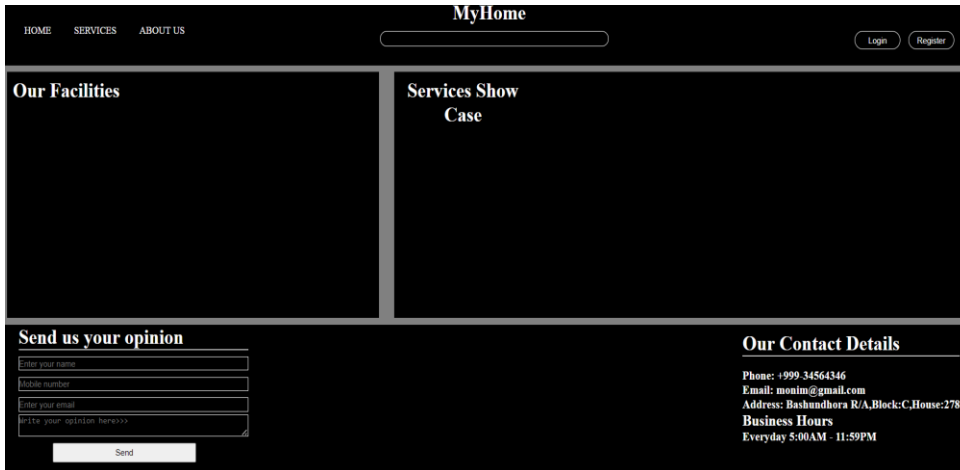 MyHome
HOME SERVICES ABOUT US
Login Register
Our Facilities
Services Show
Case
Send us your opinion
Enter your name
Mobile number
Enter your email
Write your opinion here>>>
Send
Our Contact Details
Phone: +999-34564346
Email: monim@gmail.com
Address: Bashundhora R/A,Block:C,House:278
Business Hours
Everyday 5:00AM - 11:59PM